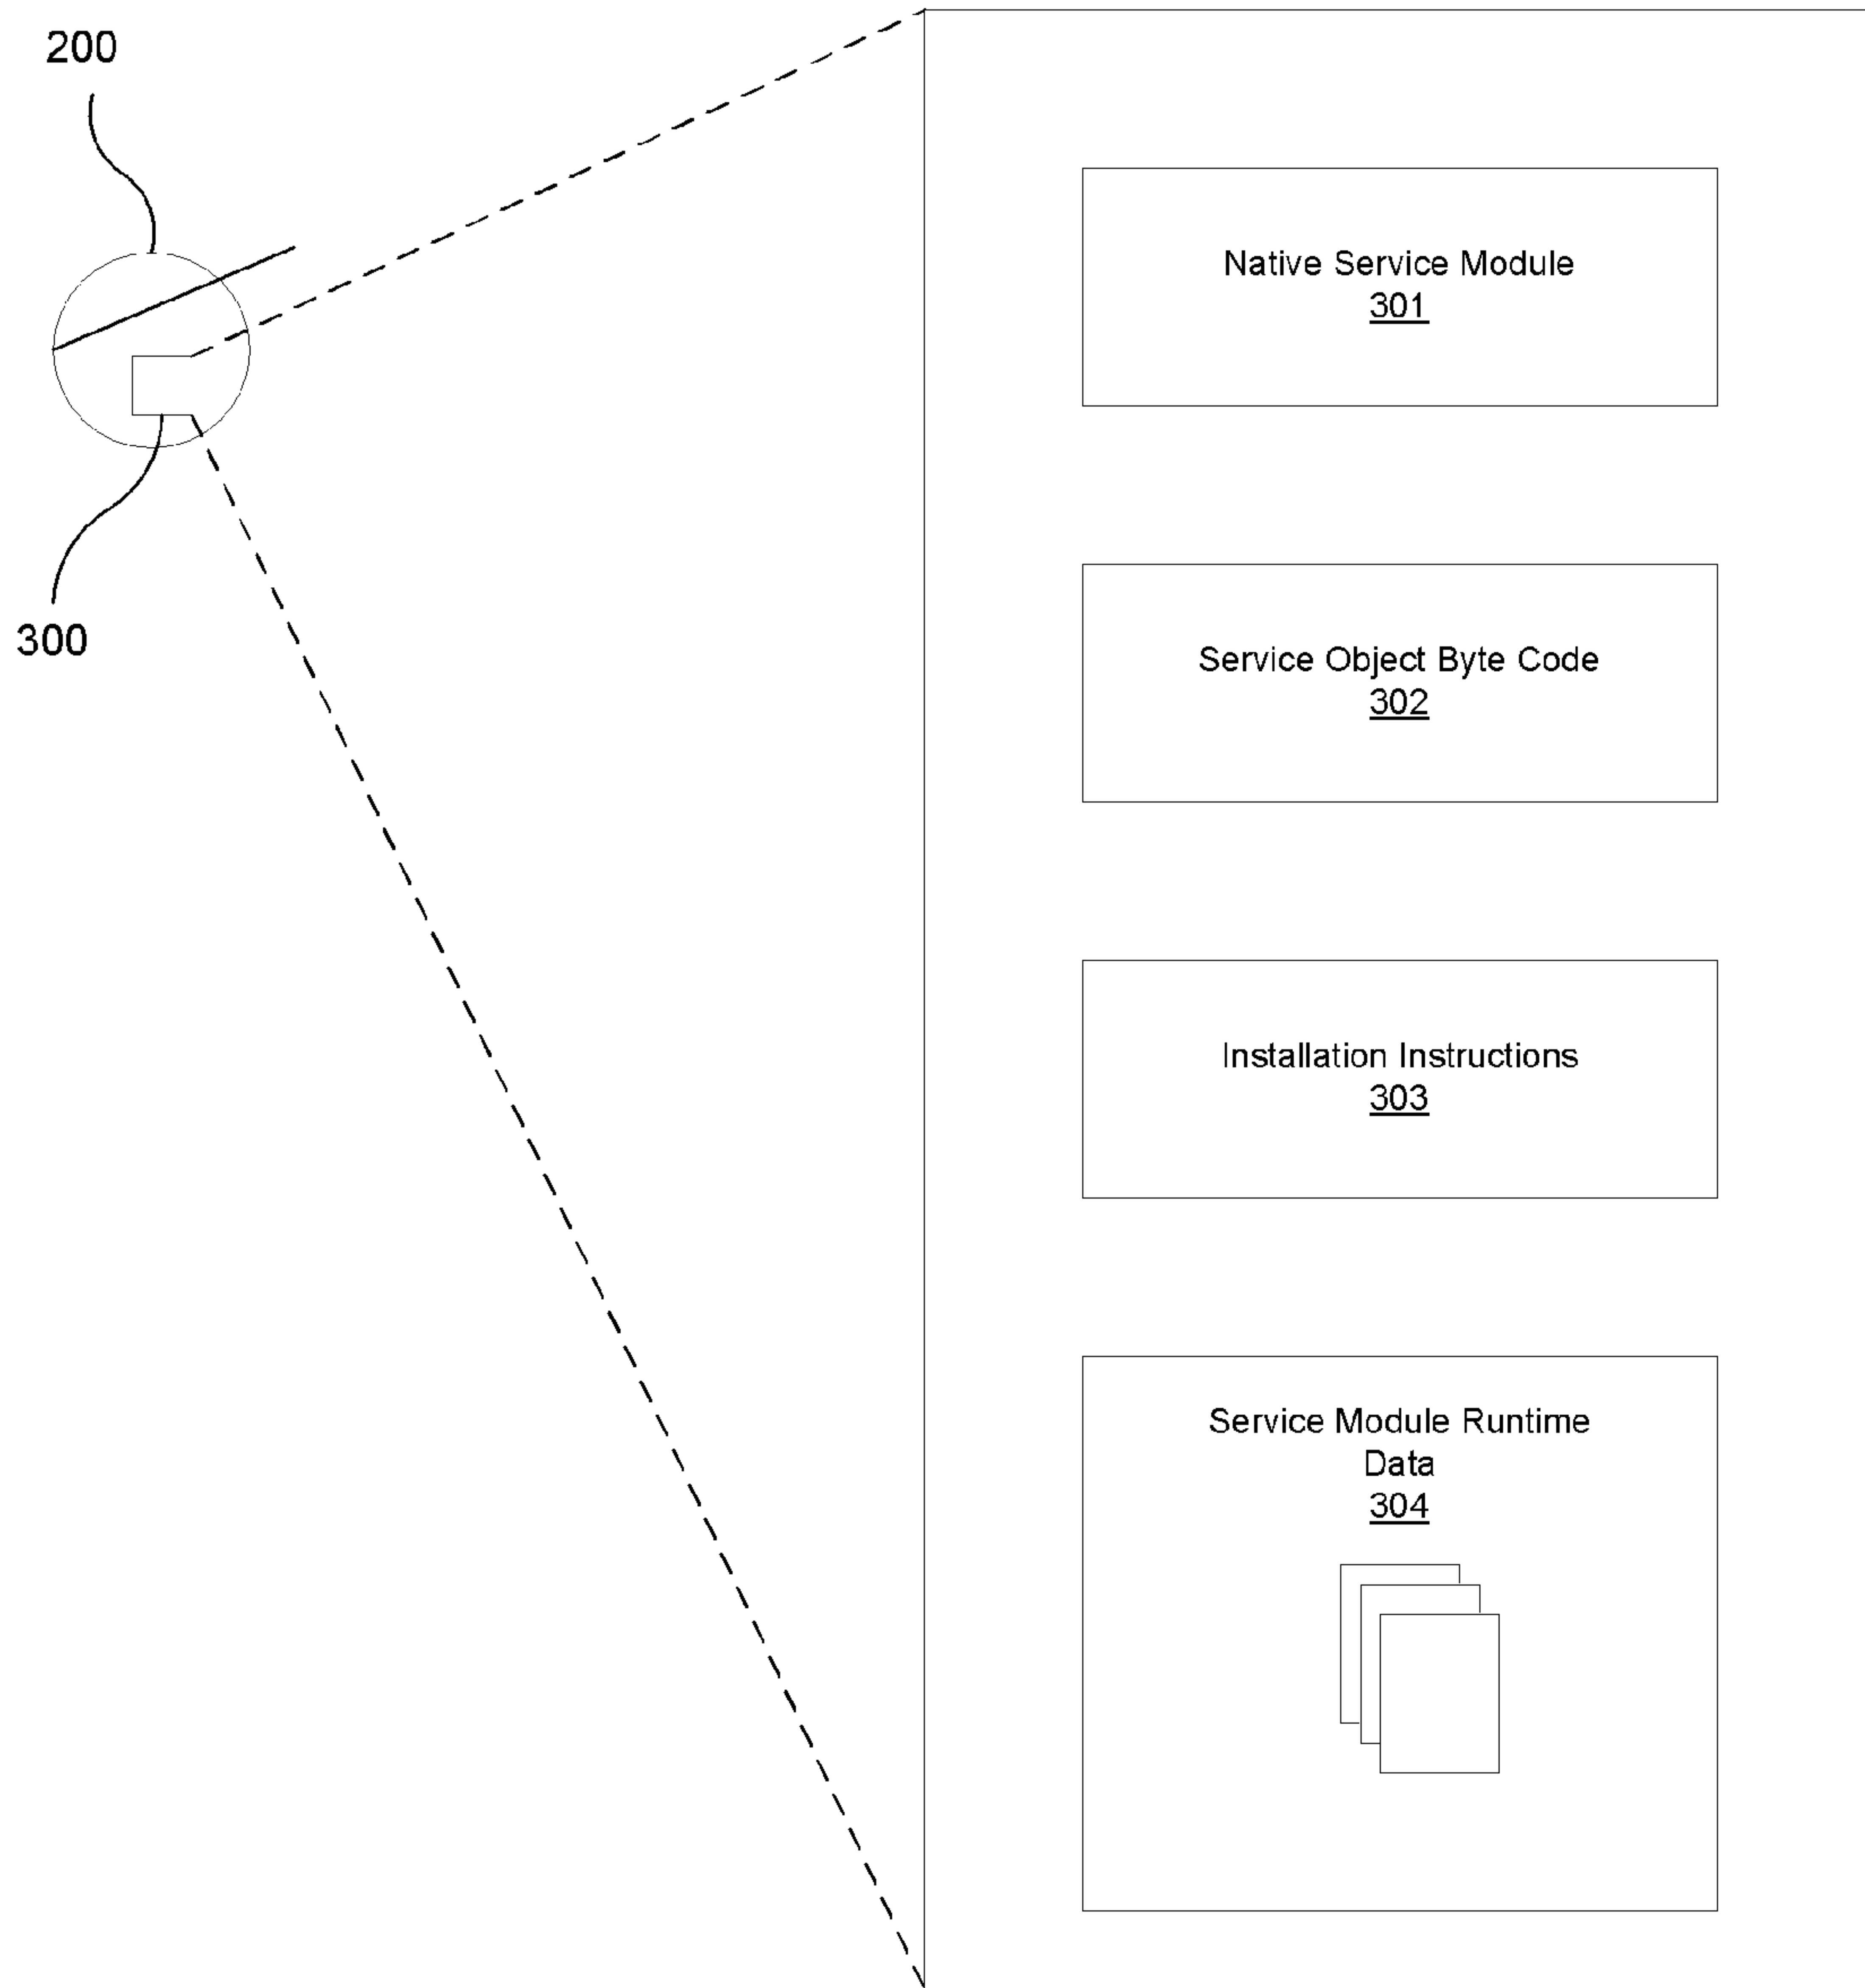 200
300
Native Service Module
301
Service Object Byte Code
302
Installation Instructions
303
Service Module Runtime
Data
304